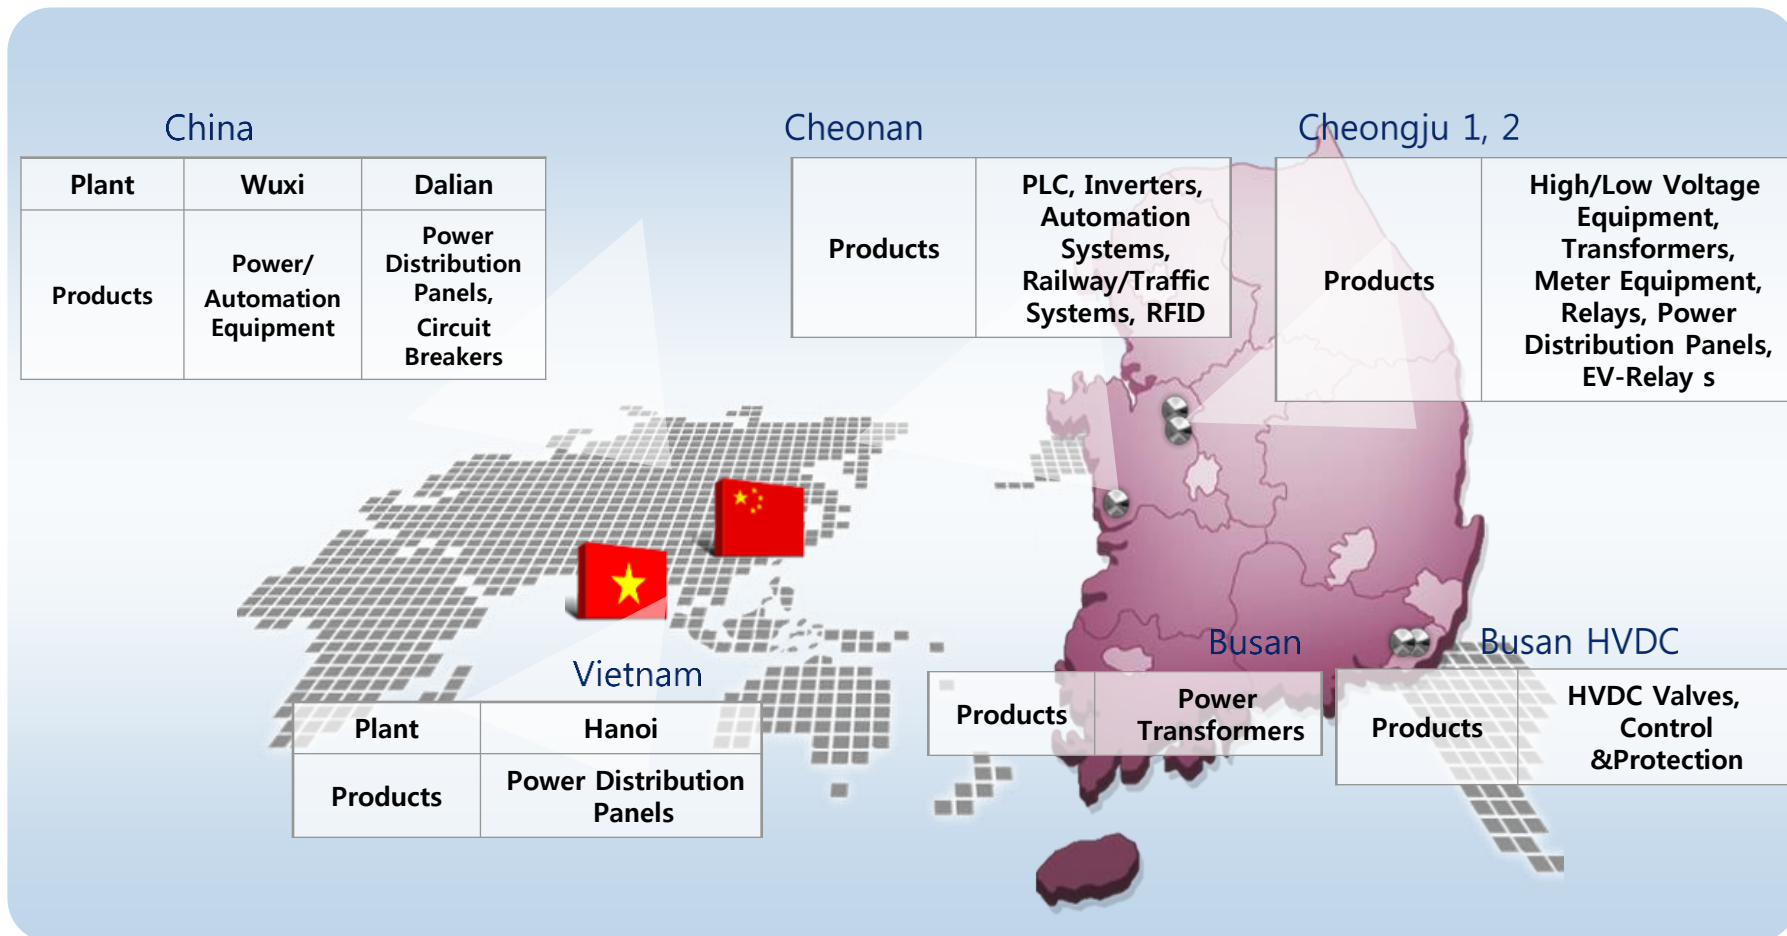 China
Plant Wuxi Dalian
Products
Power/
Automation
Equipment
Power
Distribution
Panels,
Circuit
Breakers
Cheonan
Products
PLC, Inverters,
Automation
Systems,
Railway/Traffic
Systems, RFID
Cheongju 1, 2
Products
High/Low Voltage
Equipment,
Transformers,
Meter Equipment,
Relays, Power
Distribution Panels,
EV-Relay s
Vietnam
Plant Hanoi
Products
Power Distribution
Panels
Busan
Products
Power
Transformers
Busan HVDC
Products
HVDC Valves,
Control
&Protection